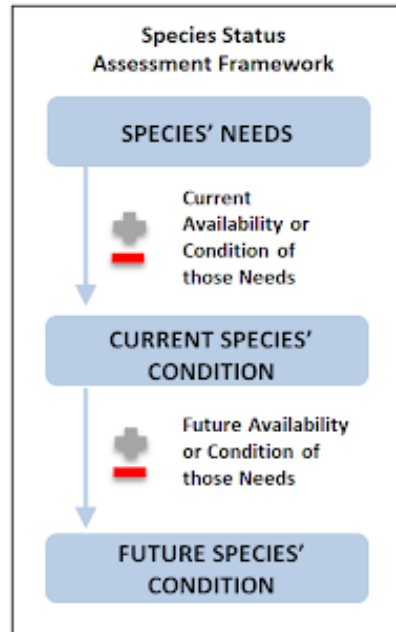 Species Status
Assessment Framework
SPECIES' NEEDS
Current
Availability or
Condition of
those Needs
CURRENT SPECIES'
CONDITION
Future Availability
or Condition of
those Needs
FUTURE SPECIES'
CONDITION